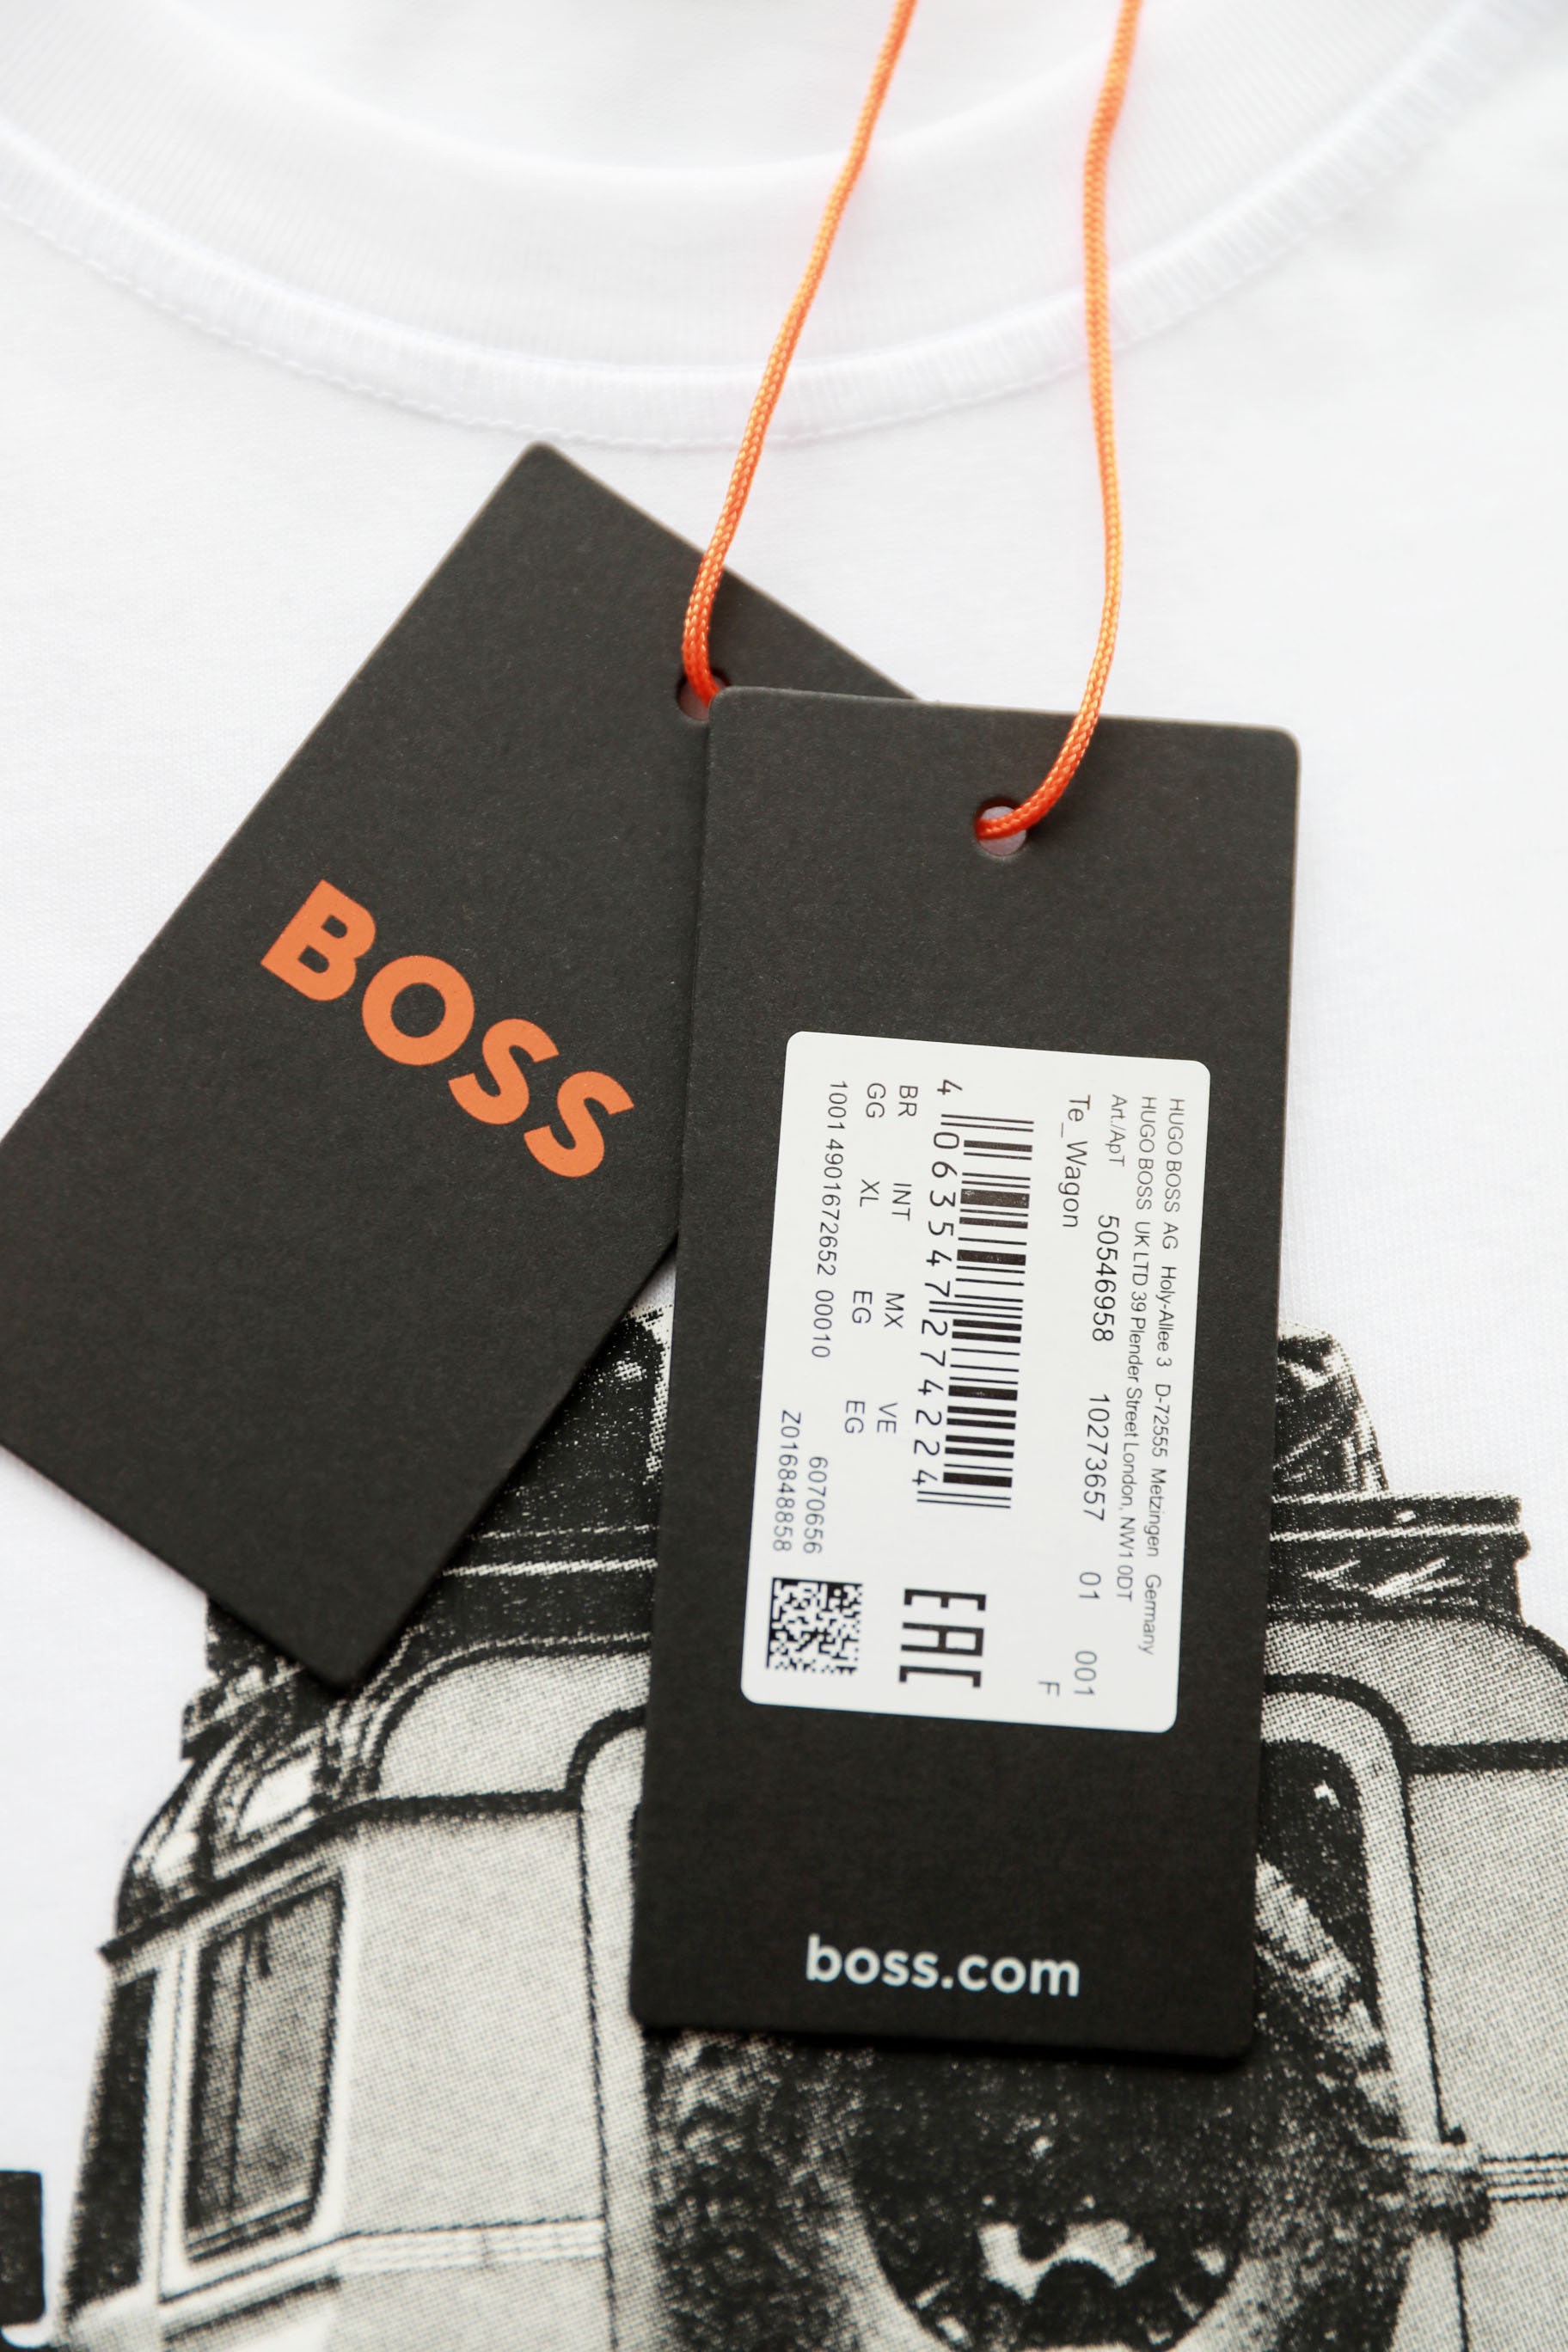 BOSS
HUGO BOSS AG Holy-Allee 3 D-72555 Metzingen Germany
HUGO BOSS UK LTD 39 Plender Street London, NW1 0DT
Art./ApT 50546958 10273657 01 001
Te_Wagon F
4 063547 274224
EAC
BR INT MX VE
GG XL EG EG
1001 4901672652 00010 6070656
Z016848858
boss.com